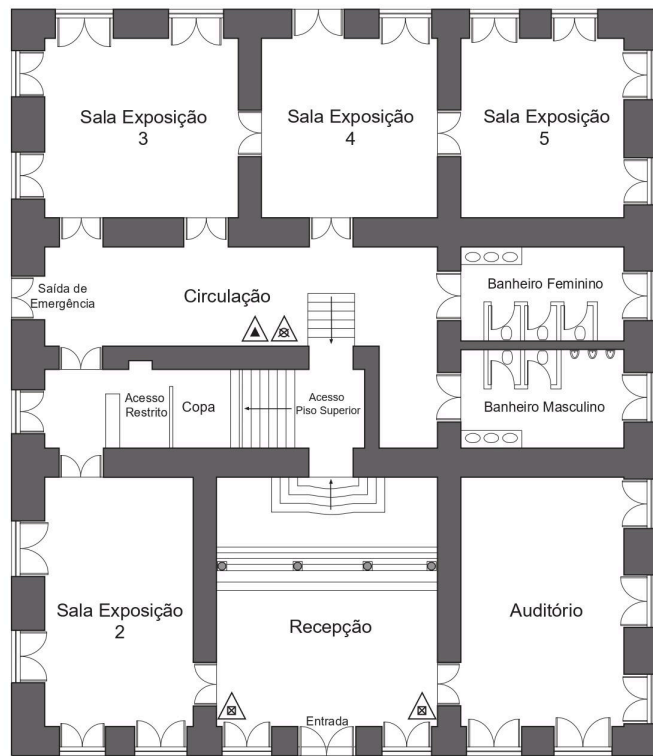 Sala Exposição
3
Sala Exposição
4
Sala Exposição
5
Saída de
Emergência
Circulação
Banheiro Feminino
Acesso
Restrito
Copa
Acesso
Piso Superior
Banheiro Masculino
Sala Exposição
2
Recepção
Auditório
Entrada